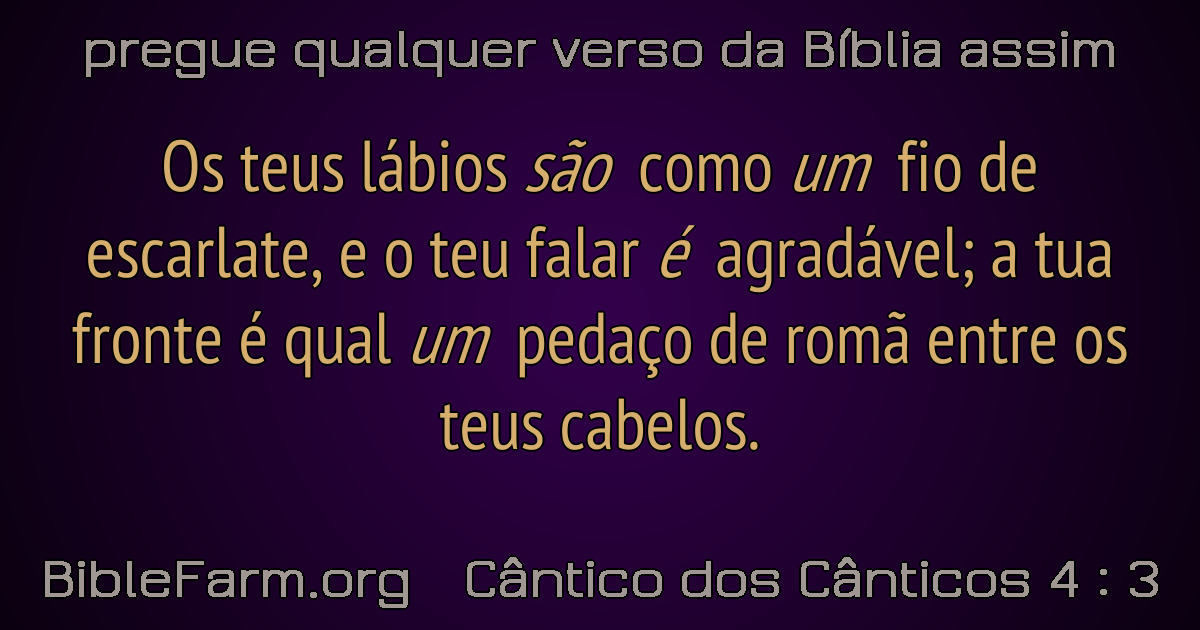 pregue qualquer verso da Bíblia assim
Os teus lábios são como um fio de
escarlate, e o teu falar é agradável; a tua
fronte é qual um pedaço de romã entre os
teus cabelos.
BibleFarm.org Cântico dos Cânticos 4 : 3